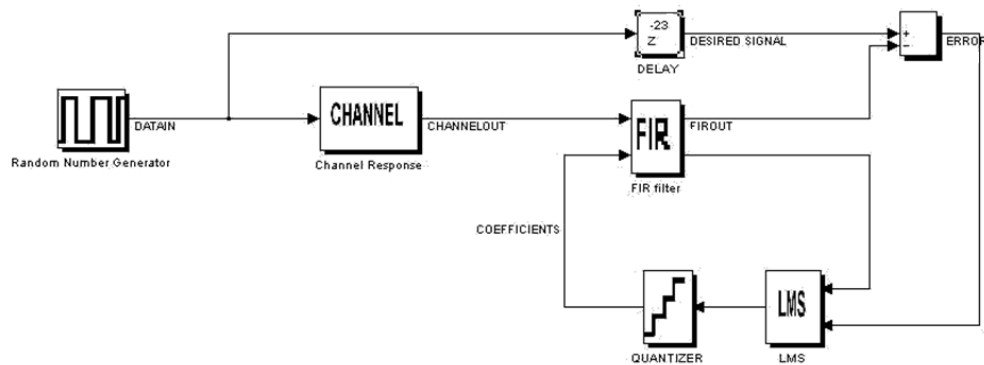 -23
Z
DELAY
DESIRED SIGNAL
+
−
ERROR
DATAIN
Random Number Generator
CHANNEL
Channel Response
CHANNELOUT
FIR
FIR filter
FIROUT
COEFFICIENTS
QUANTIZER
LMS
LMS